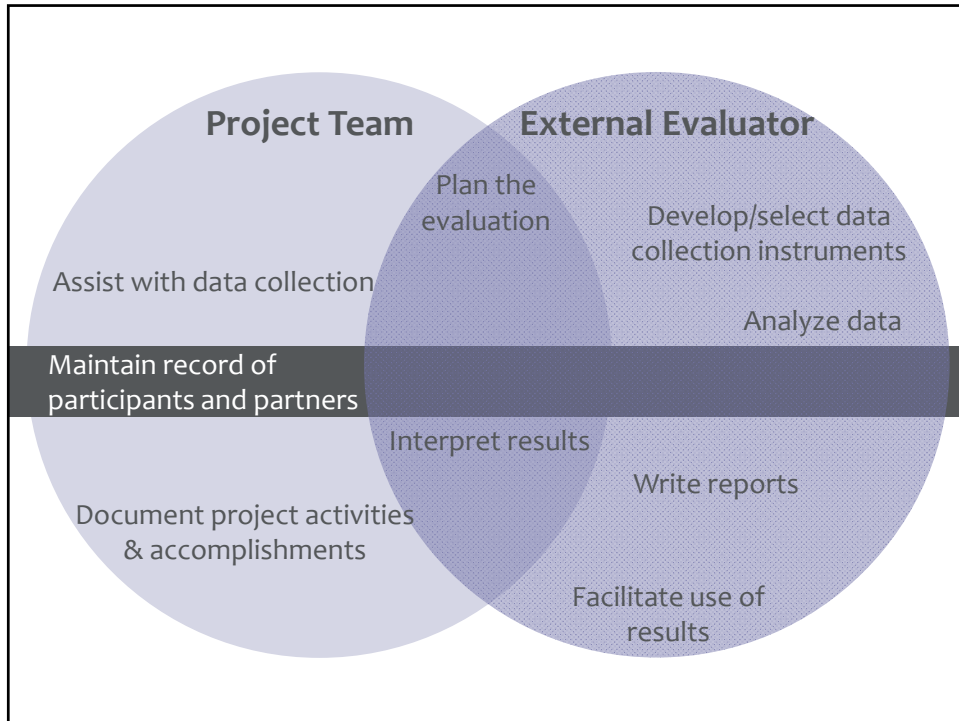 Project Team
External Evaluator
Plan the
evaluation
Develop/select data
collection instruments
Assist with data collection
Analyze data
Maintain record of
participants and partners
Interpret results
Write reports
Document project activities
& accomplishments
Facilitate use of
results